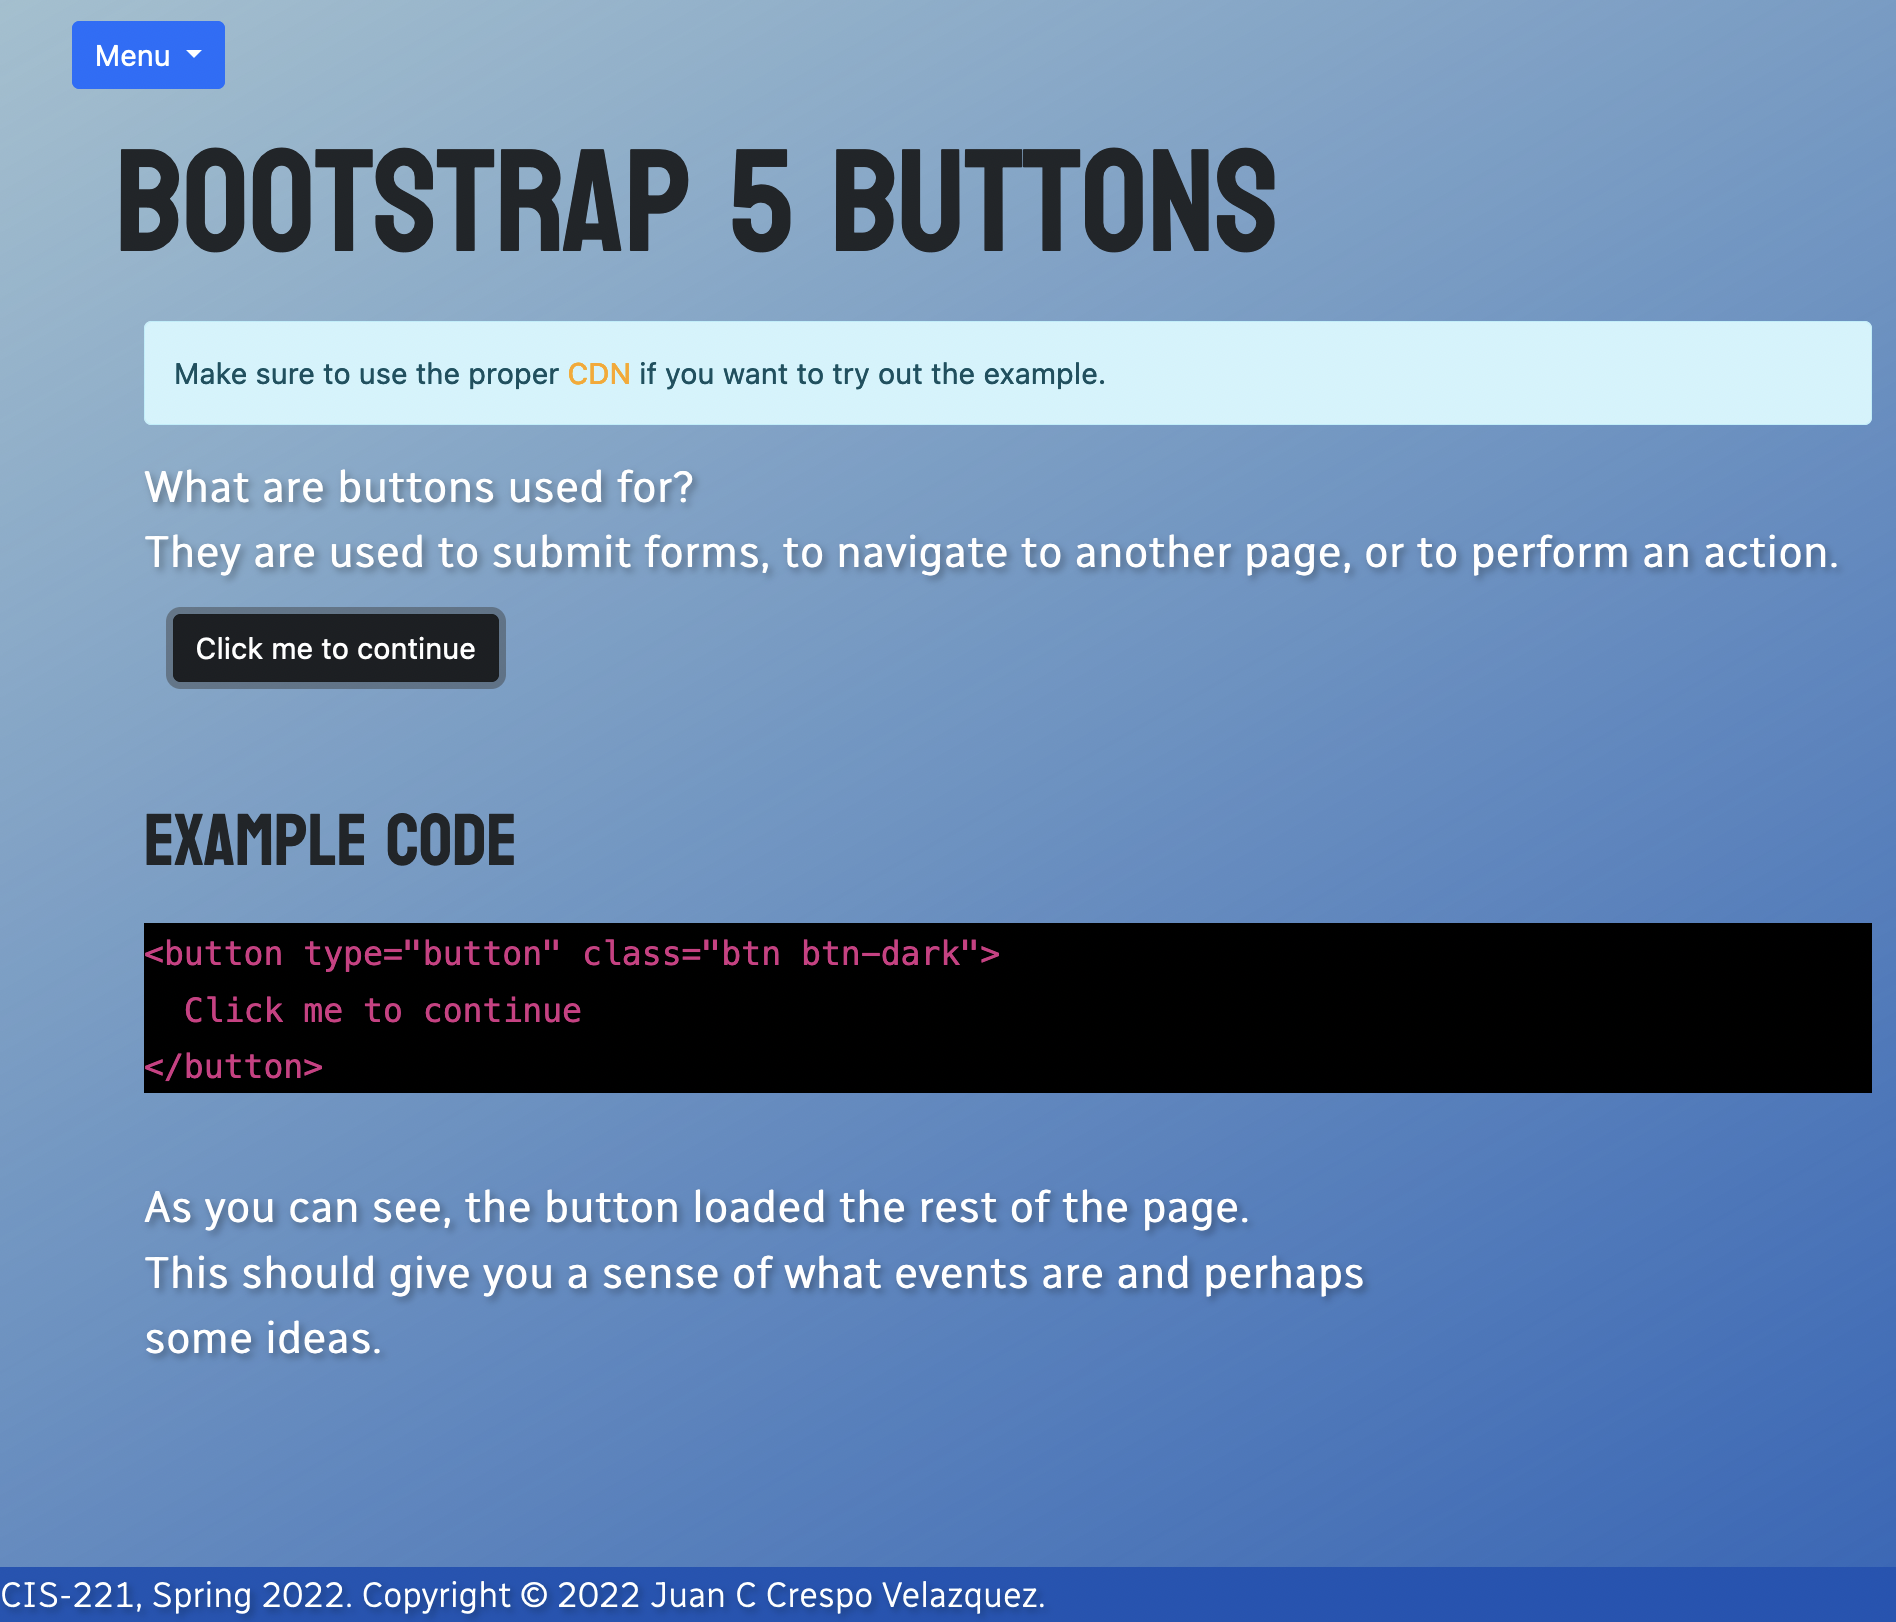 Menu
BOOTSTRAP 5 BUTTONS
Make sure to use the proper CDN if you want to try out the example.
What are buttons used for?
They are used to submit forms, to navigate to another page, or to perform an action.
Click me to continue
EXAMPLE CODE
<button type="button" class="btn btn-dark">
  Click me to continue
</button>
As you can see, the button loaded the rest of the page.
This should give you a sense of what events are and perhaps
some ideas.
CIS-221, Spring 2022. Copyright © 2022 Juan C Crespo Velazquez.